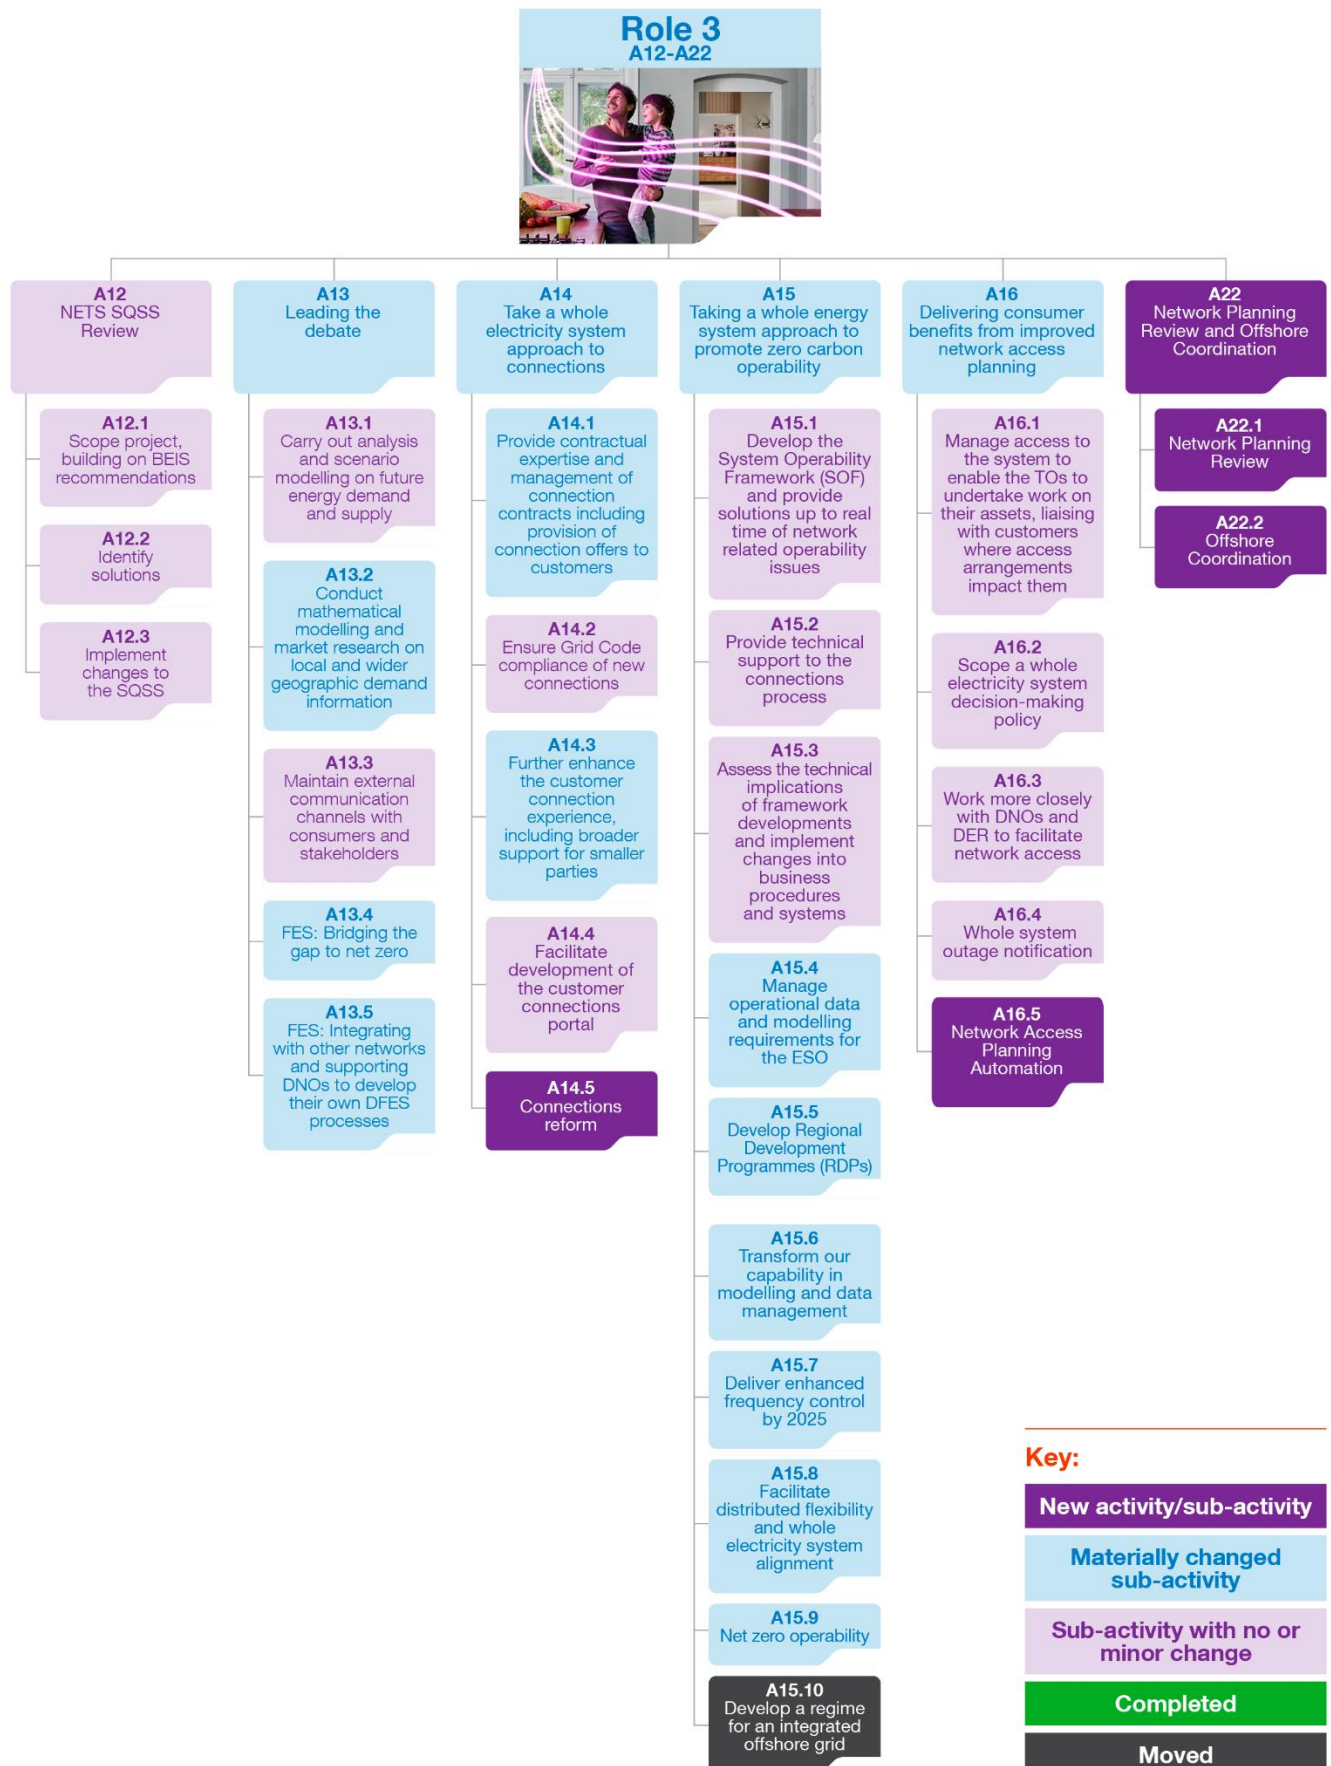 Role 3
A12-A22
A12
NETS SQSS
Review
A12.1
Scope project,
building on BEIS
recommendations
A12.2
Identify
solutions
A12.3
Implement
changes to
the SQSS
A13
Leading the
debate
A13.1
Carry out analysis
and scenario
modelling on future
energy demand
and supply
A13.2
Conduct
mathematical
modelling and
market research on
local and wider
geographic demand
information
A13.3
Maintain external
communication
channels with
consumers and
stakeholders
A13.4
FES: Bridging the
gap to net zero
A13.5
FES: Integrating
with other networks
and supporting
DNOs to develop
their own DFES
processes
A14
Take a whole
electricity system
approach to
connections
A14.1
Provide contractual
expertise and
management of
connection
contracts including
provision of
connection offers to
customers
A14.2
Ensure Grid Code
compliance of new
connections
A14.3
Further enhance
the customer
connection
experience,
including broader
support for smaller
parties
A14.4
Facilitate
development of
the customer
connections
portal
A14.5
Connections
reform
A15
Taking a whole energy
system approach to
promote zero carbon
operability
A15.1
Develop the
System Operability
Framework (SOF)
and provide
solutions up to real
time of network
related operability
issues
A15.2
Provide technical
support to the
connections
process
A15.3
Assess the technical
implications
of framework
developments
and implement
changes into
business
procedures
and systems
A15.4
Manage
operational data
and modelling
requirements for
the ESO
A15.5
Develop Regional
Development
Programmes (RDPs)
A15.6
Transform our
capability in
modelling and data
management
A15.7
Deliver enhanced
frequency control
by 2025
A15.8
Facilitate
distributed flexibility
and whole
electricity system
alignment
A15.9
Net zero operability
A15.10
Develop a regime
for an integrated
offshore grid
A16
Delivering consumer
benefits from improved
network access
planning
A16.1
Manage access to
the system to
enable the TOs to
undertake work on
their assets, liaising
with customers
where access
arrangements
impact them
A16.2
Scope a whole
electricity system
decision-making
policy
A16.3
Work more closely
with DNOs and
DER to facilitate
network access
A16.4
Whole system
outage notification
A16.5
Network Access
Planning
Automation
A22
Network Planning
Review and Offshore
Coordination
A22.1
Network Planning
Review
A22.2
Offshore
Coordination
Key:
New activity/sub-activity
Materially changed
sub-activity
Sub-activity with no or
minor change
Completed
Moved